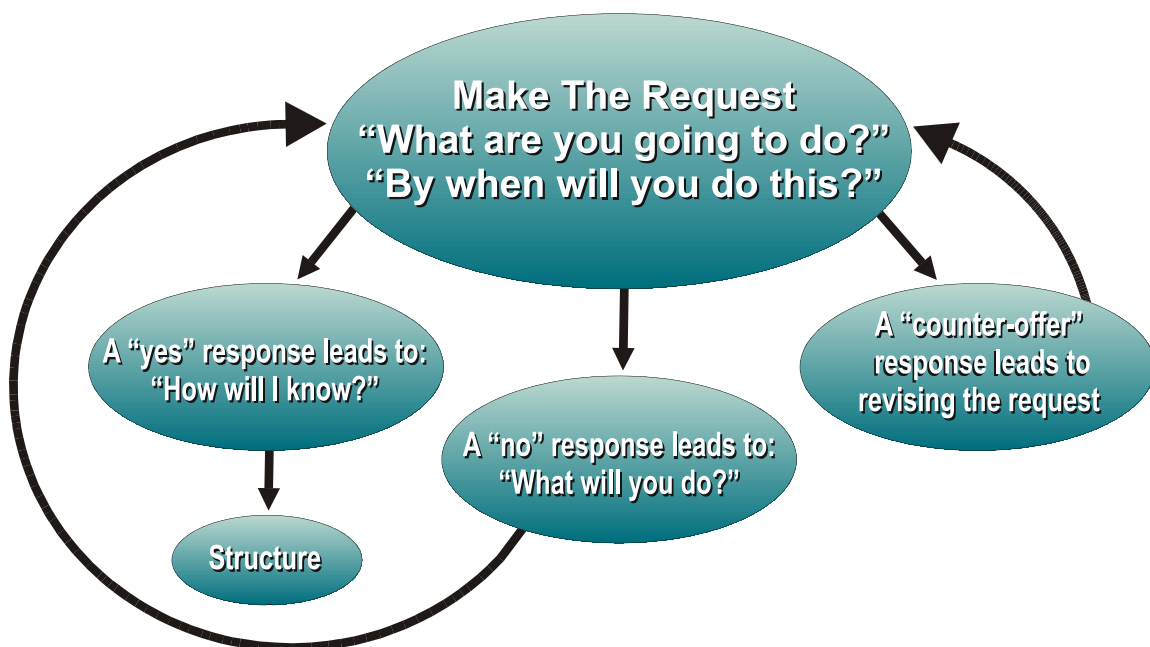 Make The Request
“What are you going to do?”
“By when will you do this?”
A “yes” response leads to:
“How will I know?”
A “no” response leads to:
“What will you do?”
A “counter-offer”
response leads to
revising the request
Structure